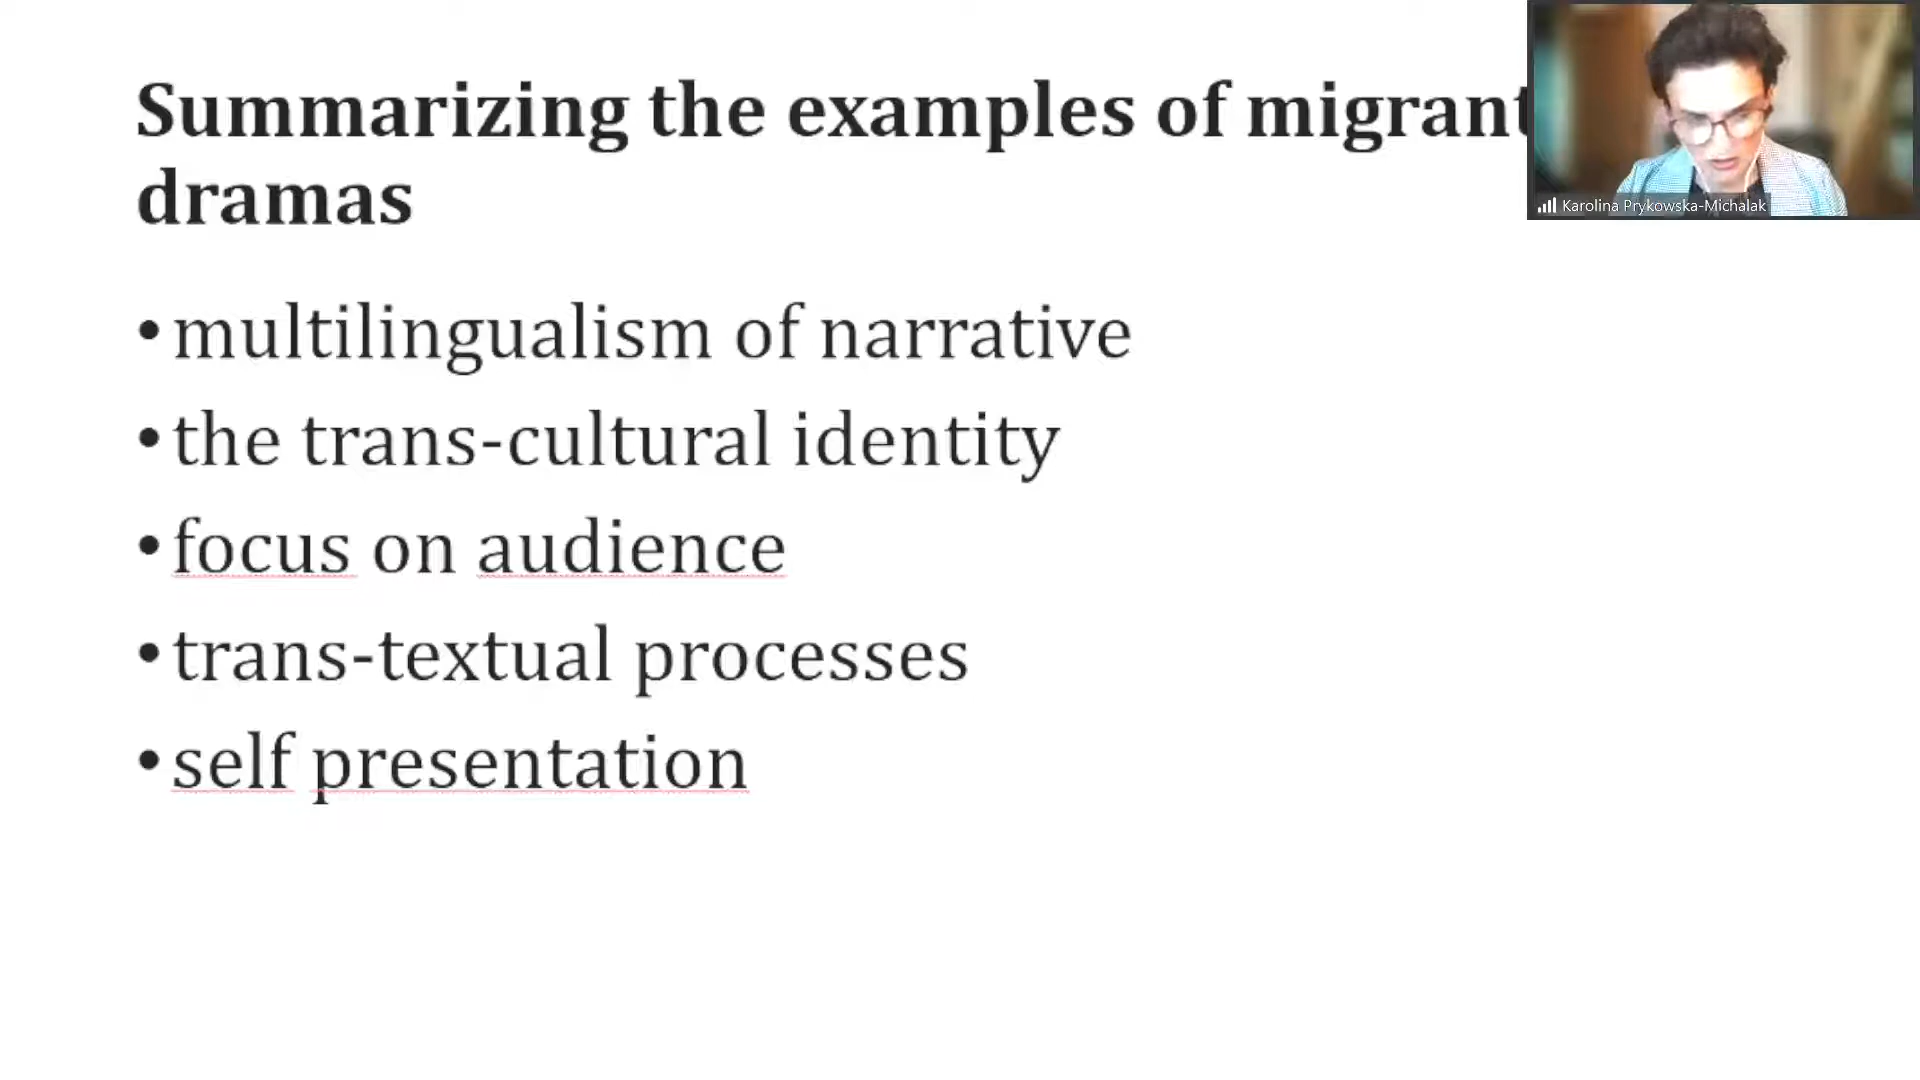 Summarizing the examples of migrant
dramas
• multilingualism of narrative
• the trans-cultural identity
• focus on audience
• trans-textual processes
• self presentation
Karolina Prykowska-Michalak